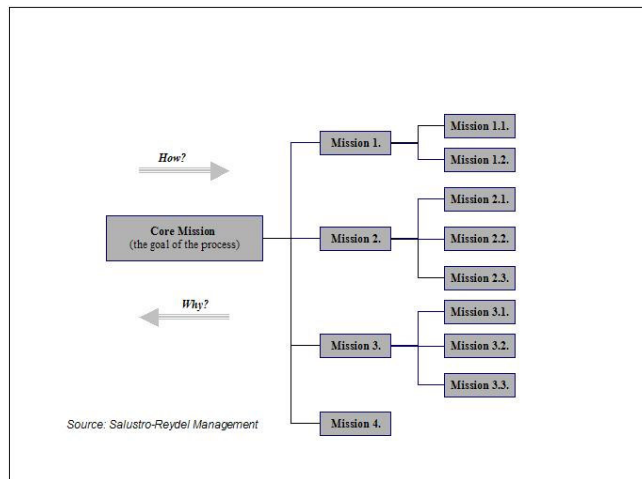 How?
Core Mission
(the goal of the process)
Why?
Mission 1.
Mission 1.1.
Mission 1.2.
Mission 2.
Mission 2.1.
Mission 2.2.
Mission 2.3.
Mission 3.
Mission 3.1.
Mission 3.2.
Mission 3.3.
Mission 4.
Source: Salustro-Reydel Management